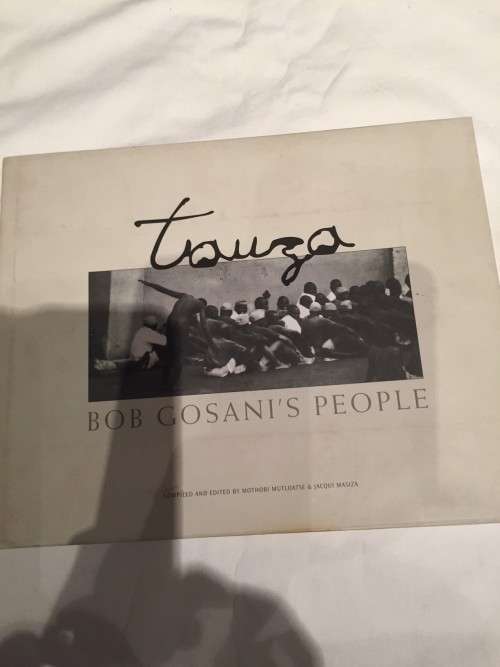 tauza
BOB GOSANI'S PEOPLE
COMPILED AND EDITED BY MOTHOBI MUTLOATSE & JACQUI MASIZA